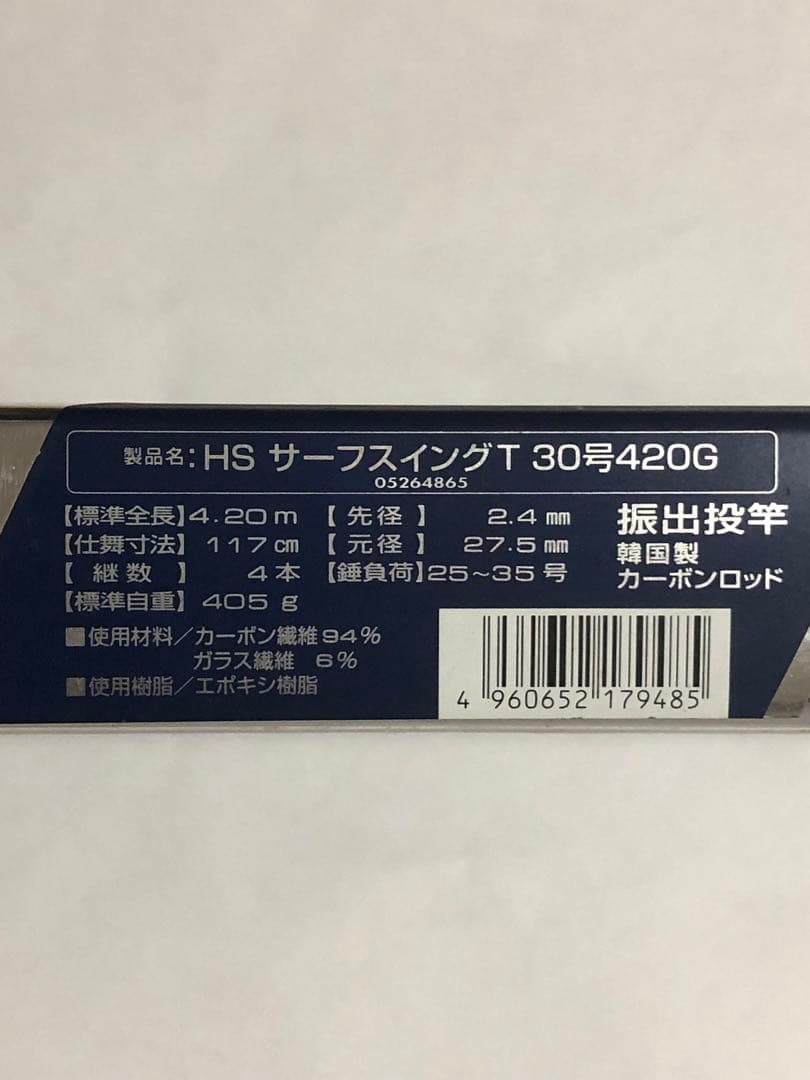 製品名：HS サーフスイングT 30号420G
05264865
【標準全長】4.20m 【先径】 2.4㎜
【仕舞寸法】117㎝ 【元径】 27.5㎜
【継数】 4本 【錘負荷】25～35号
【標準自重】405g
振出投竿
韓国製
カーボンロッド
■使用材料／カーボン繊維94％
ガラス繊維 6％
■使用樹脂／エポキシ樹脂
4 960652 179485